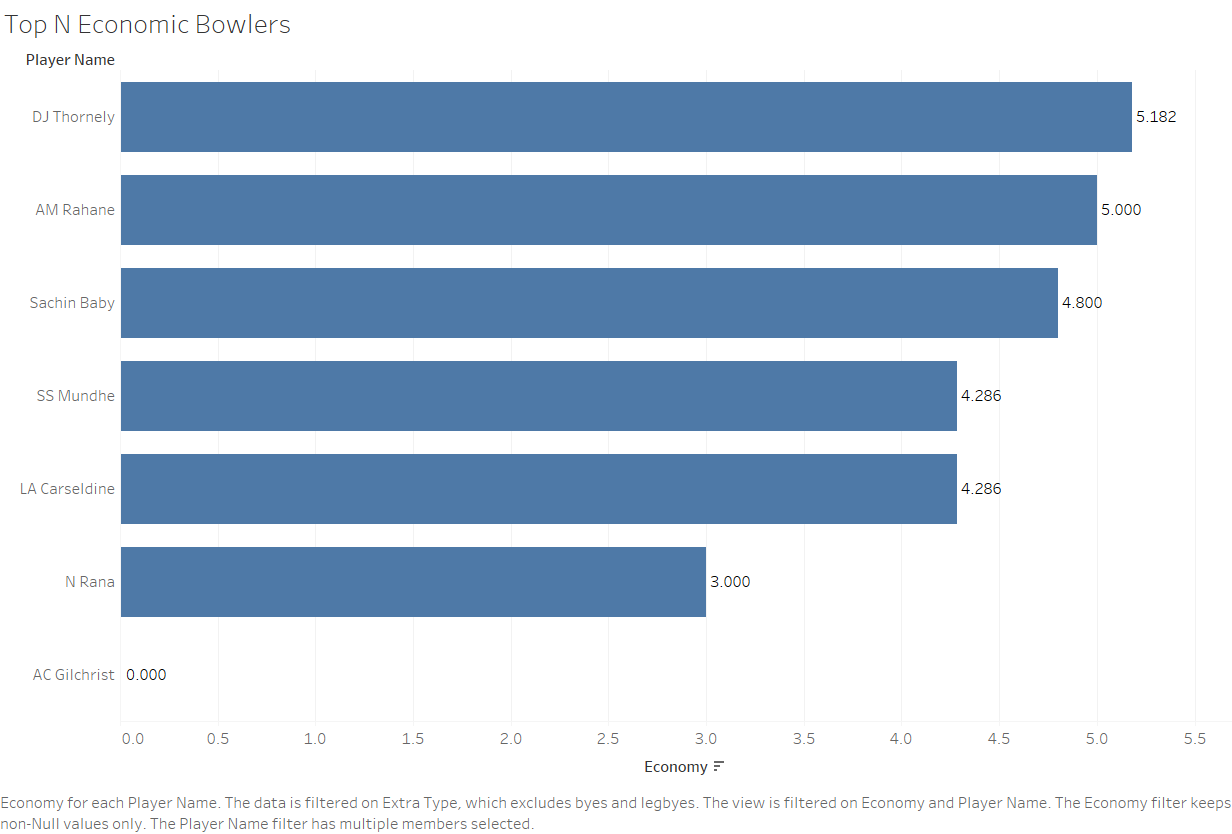 Top N Economic Bowlers
Player Name
DJ Thornely 5.182
AM Rahane 5.000
Sachin Baby 4.800
SS Mundhe 4.286
LA Carseldine 4.286
N Rana 3.000
AC Gilchrist 0.000
0.0 0.5 1.0 1.5 2.0 2.5 3.0 3.5 4.0 4.5 5.0 5.5
Economy
Economy for each Player Name. The data is filtered on Extra Type, which excludes byes and legbyes. The view is filtered on Economy and Player Name. The Economy filter keeps
non-Null values only. The Player Name filter has multiple members selected.